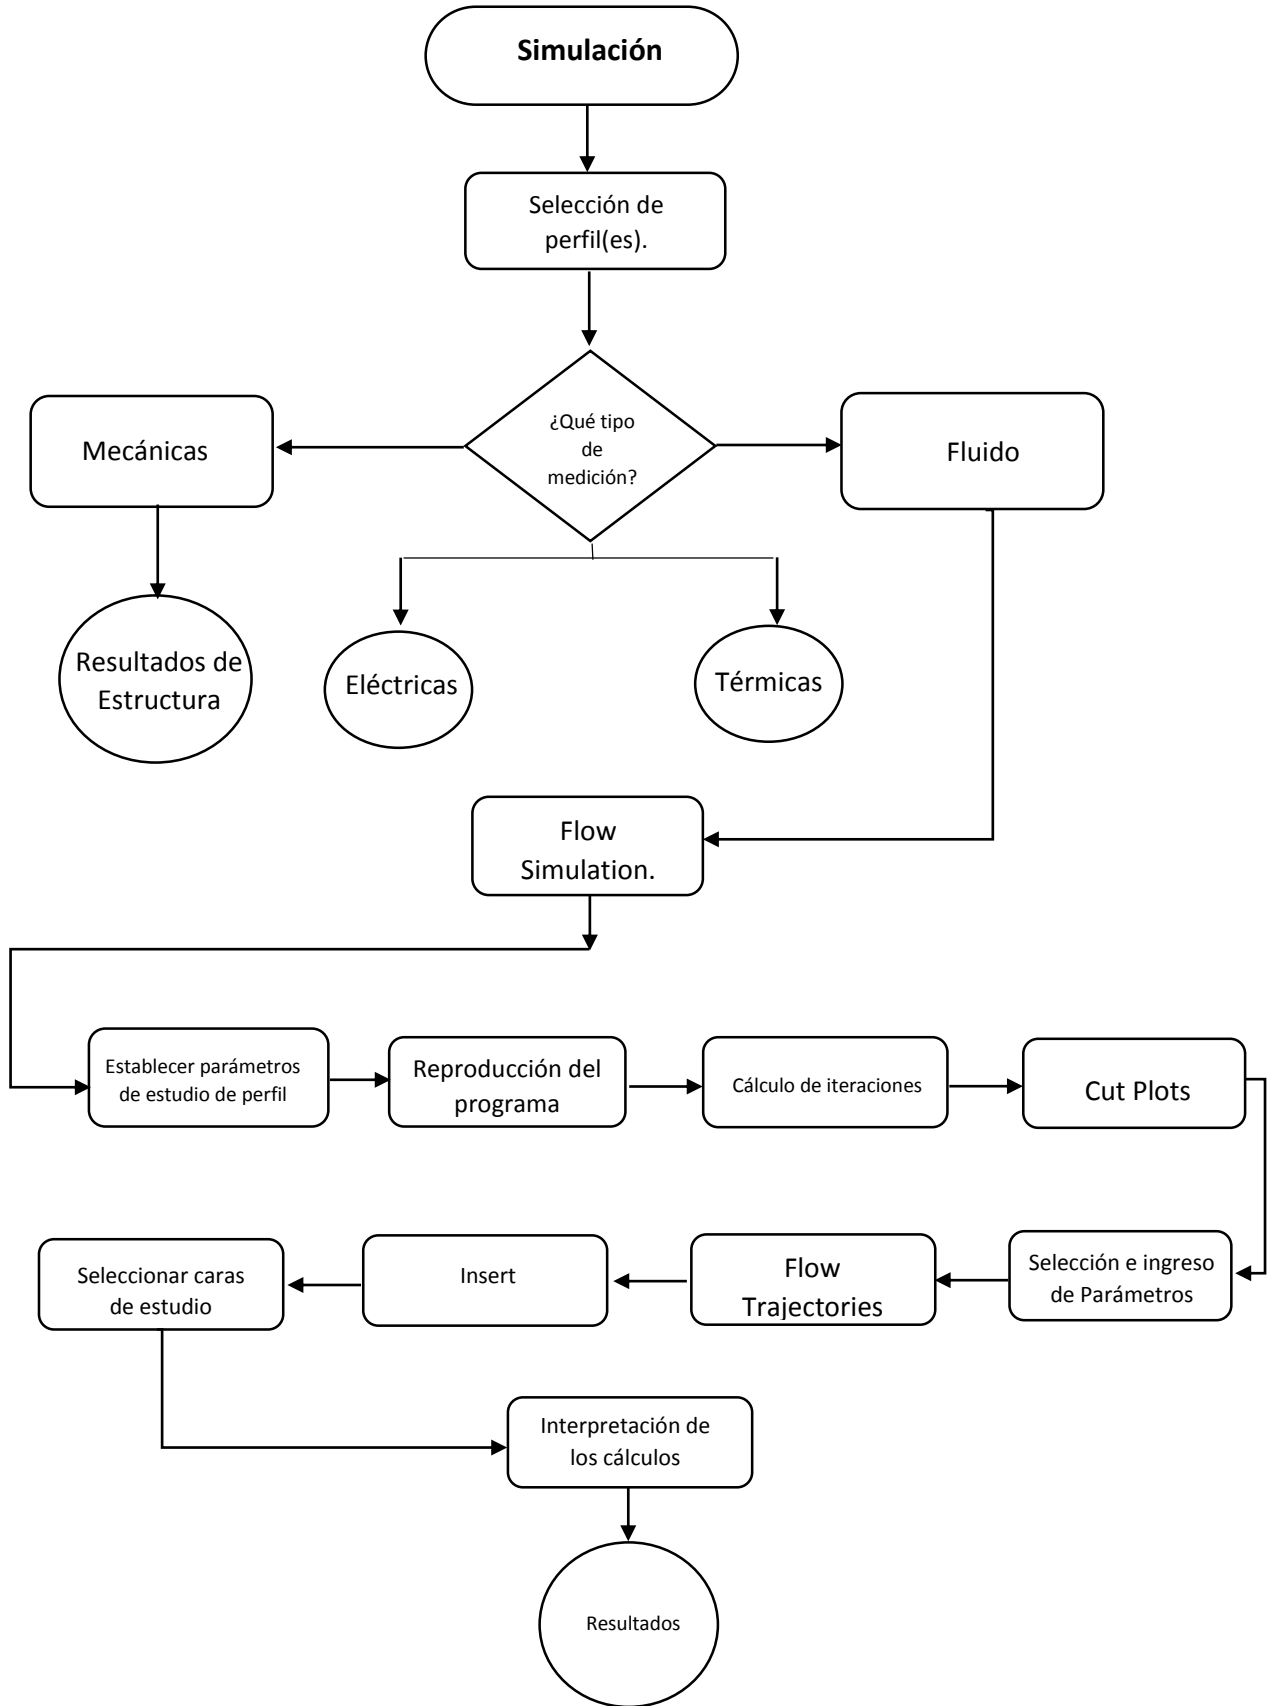 Simulación
Selección de
perfil(es).
¿Qué tipo
de
medición?
Mecánicas
Fluido
Resultados de
Estructura
Eléctricas
Térmicas
Flow
Simulation.
Establecer parámetros
de estudio de perfil
Reproducción del
programa
Cálculo de iteraciones
Cut Plots
Selección e ingreso
de Parámetros
Flow
Trajectories
Insert
Seleccionar caras
de estudio
Interpretación de
los cálculos
Resultados